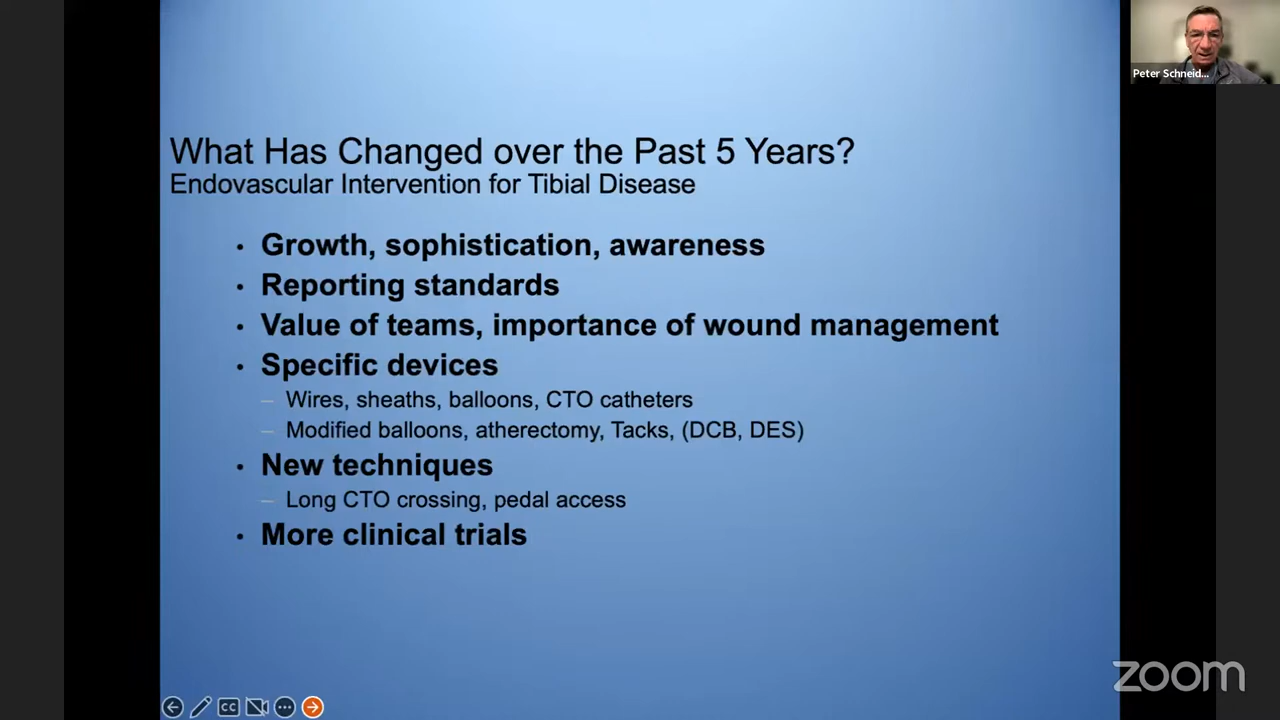 What Has Changed over the Past 5 Years?
Endovascular Intervention for Tibial Disease
• Growth, sophistication, awareness
• Reporting standards
• Value of teams, importance of wound management
• Specific devices
– Wires, sheaths, balloons, CTO catheters
– Modified balloons, atherectomy, Tacks, (DCB, DES)
• New techniques
– Long CTO crossing, pedal access
• More clinical trials
Peter Schneid...
CC
zoom